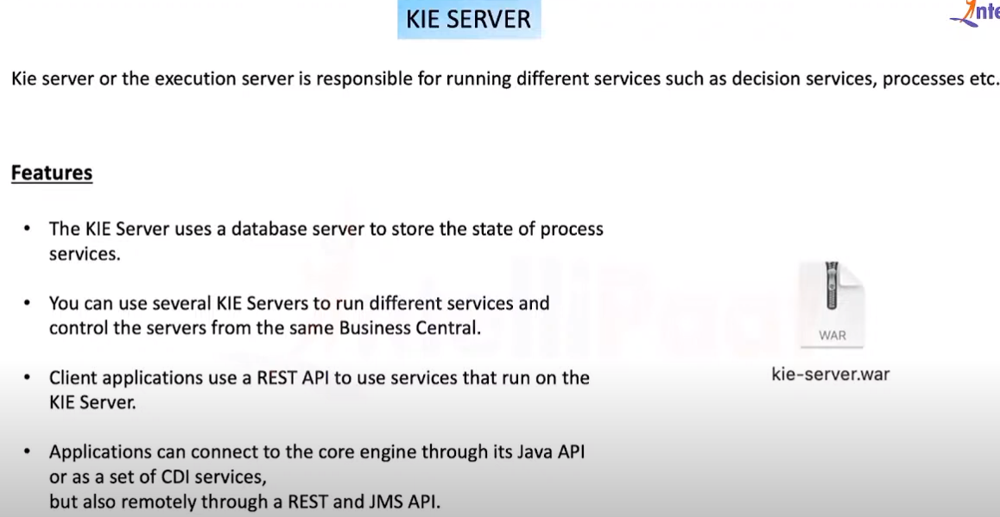 KIE SERVER
Kie server or the execution server is responsible for running different services such as decision services, processes etc.
Features
• The KIE Server uses a database server to store the state of process
services.
• You can use several KIE Servers to run different services and
control the servers from the same Business Central.
• Client applications use a REST API to use services that run on the
KIE Server.
• Applications can connect to the core engine through its Java API
or as a set of CDI services,
but also remotely through a REST and JMS API.
WAR
kie-server.war